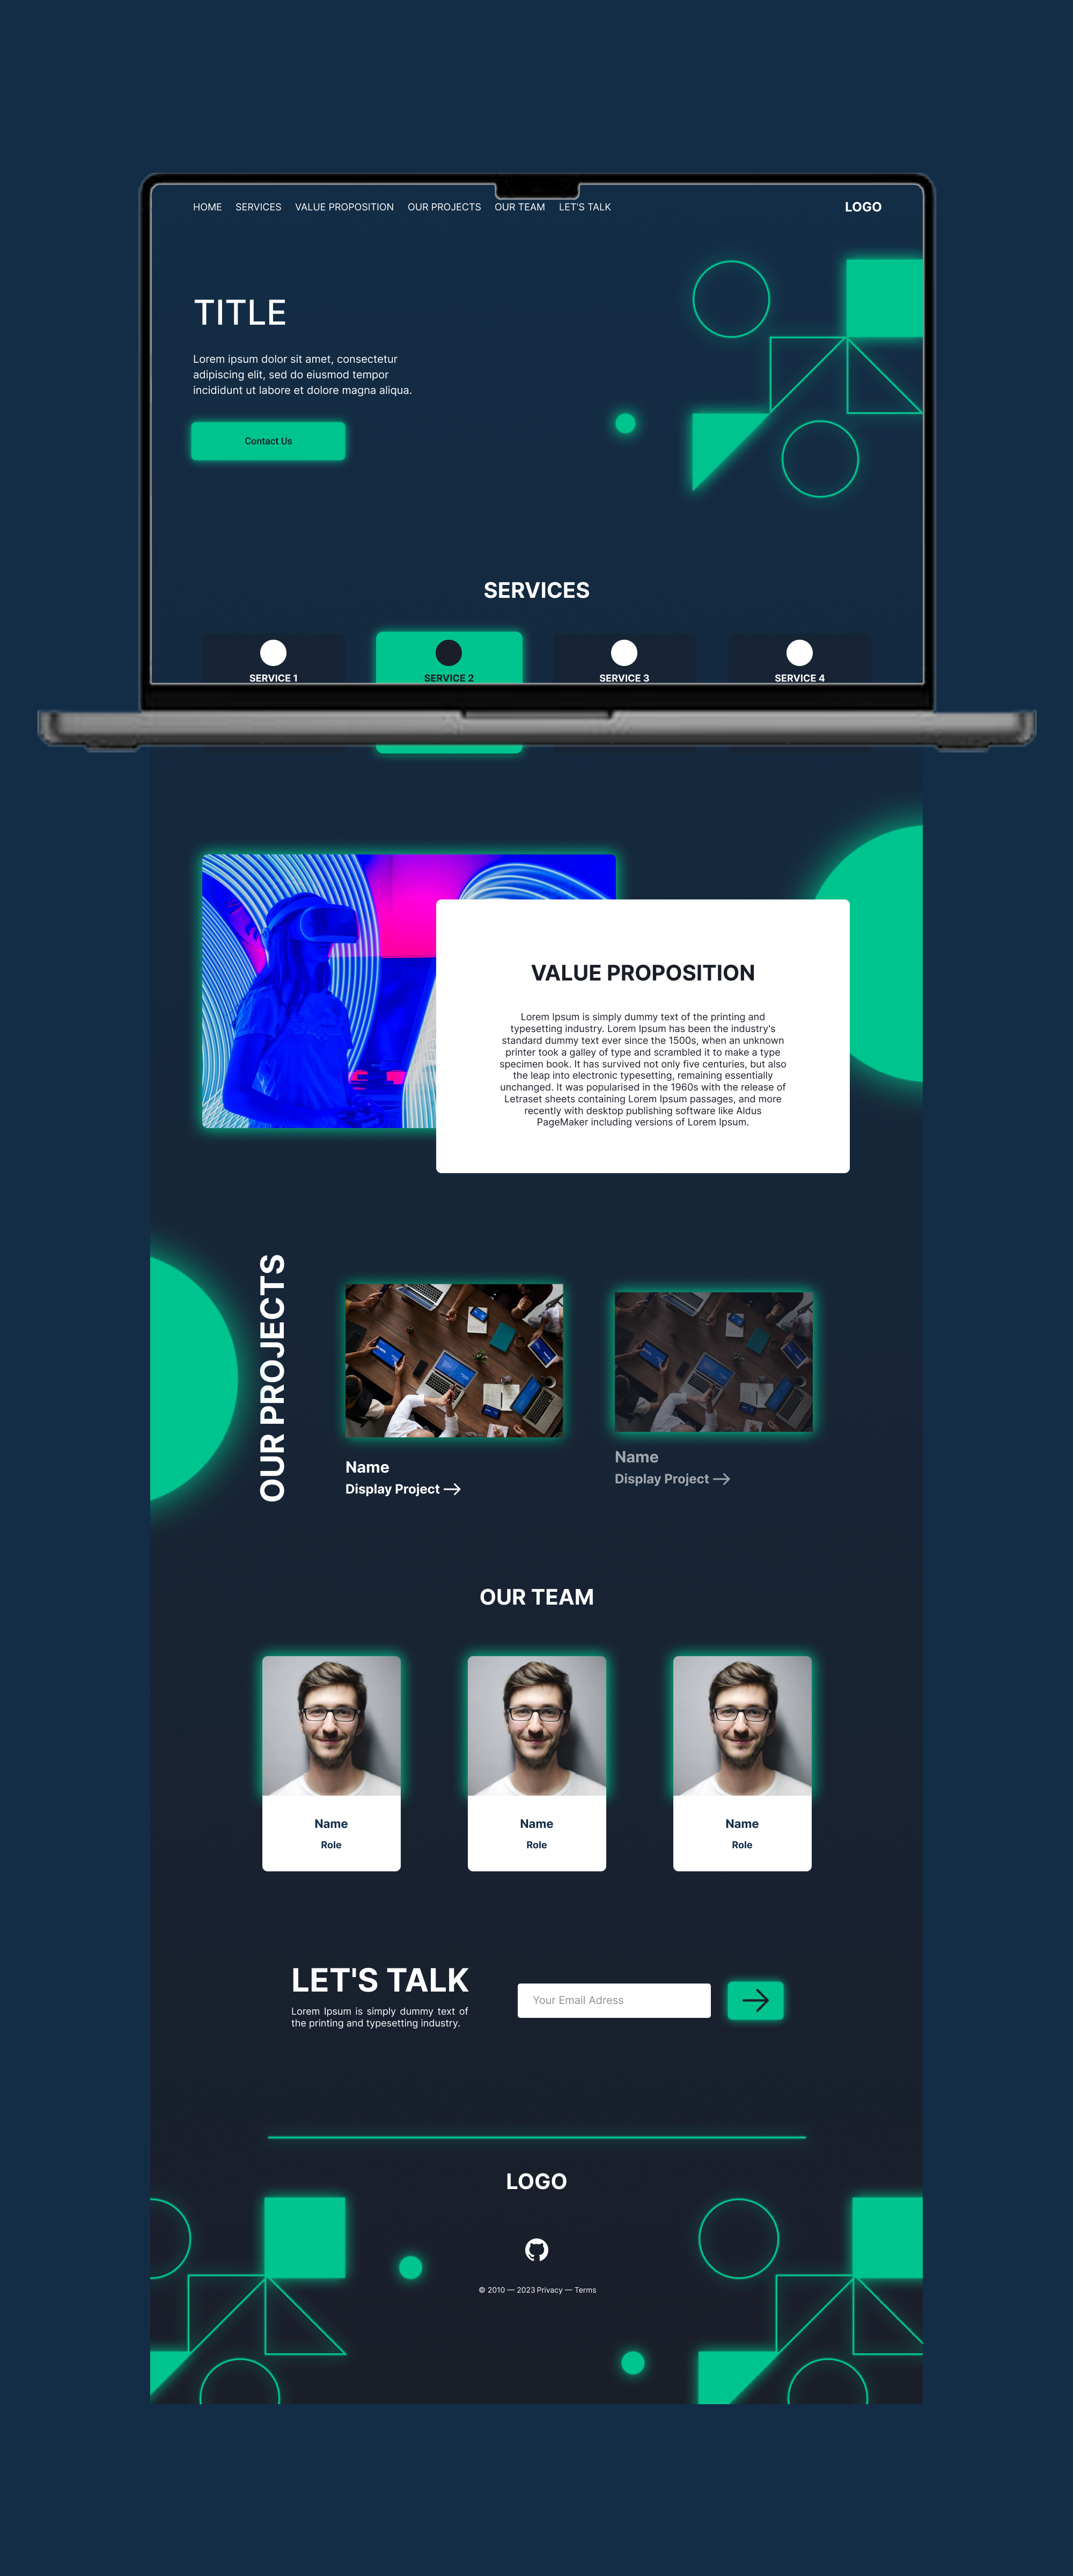 HOME SERVICES VALUE PROPOSITION OUR PROJECTS OUR TEAM LET'S TALK LOGO
TITLE
Lorem ipsum dolor sit amet, consectetur
adipiscing elit, sed do eiusmod tempor
incididunt ut labore et dolore magna aliqua.
Contact Us
SERVICES
SERVICE 1 SERVICE 2 SERVICE 3 SERVICE 4
VALUE PROPOSITION
Lorem Ipsum is simply dummy text of the printing and
typesetting industry. Lorem Ipsum has been the industry's
standard dummy text ever since the 1500s, when an unknown
printer took a galley of type and scrambled it to make a type
specimen book. It has survived not only five centuries, but also
the leap into electronic typesetting, remaining essentially
unchanged. It was popularised in the 1960s with the release of
Letraset sheets containing Lorem Ipsum passages, and more
recently with desktop publishing software like Aldus
PageMaker including versions of Lorem Ipsum.
OUR PROJECTS
Name
Display Project →
Name
Display Project →
OUR TEAM
Name Name Name
Role Role Role
LET'S TALK
Lorem Ipsum is simply dummy text of
the printing and typesetting industry.
Your Email Adress
LOGO
© 2010 — 2023 Privacy — Terms